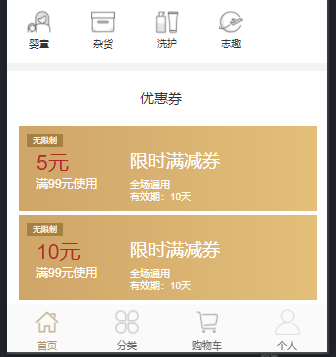 婴童 杂货 洗护 志趣
优惠券
无限制
5元 限时满减券
满99元使用 全场通用
有效期：10天
无限制
10元 限时满减券
满99元使用 全场通用
有效期：10天
首页 分类 购物车 个人